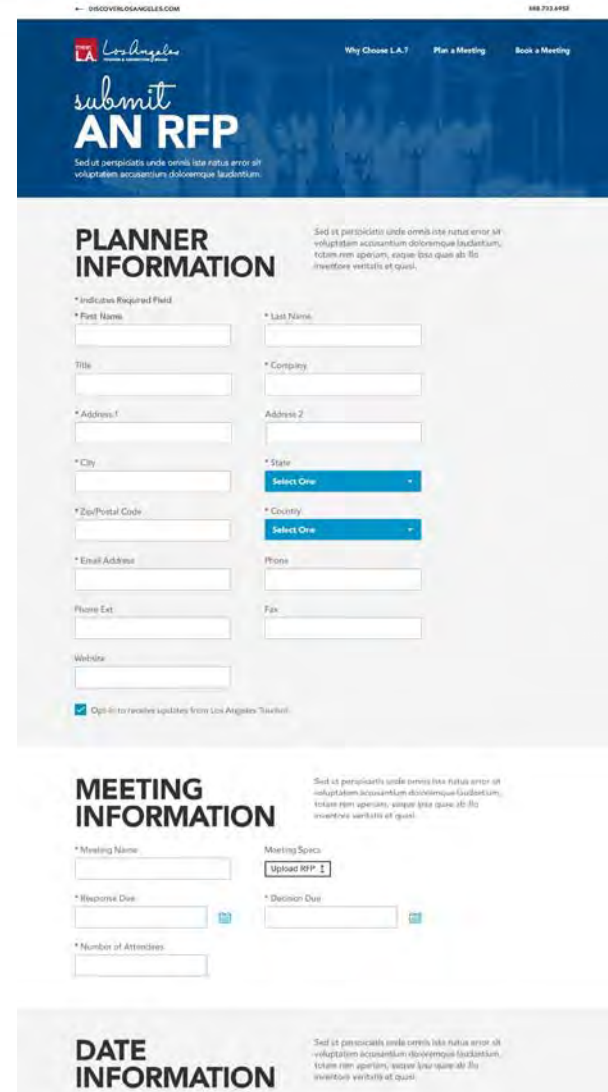 ← DISCOVERLOSANGELES.COM
MEET
L.A.
Los Angeles
TOURISM & CONVENTION BOARD
Why Choose L.A.?
Plan a Meeting
Book a Meeting
submit
AN RFP
Sed ut perspiciatis unde omnis iste natus error sit
voluptatem accusantium doloremque laudantium.
PLANNER
INFORMATION
Sed ut perspiciatis unde omnis iste natus error sit
voluptatem accusantium doloremque laudantium,
totam rem aperiam, eaque ipsa quae ab illo
inventore veritatis et quasi.
* Indicates Required Field
* First Name
* Last Name
Title
* Company
* Address 1
Address 2
* City
* State
Select One
* Zip/Postal Code
* Country
Select One
* Email Address
Phone
Phone Ext
Fax
Website
Opt-in to receive updates from Los Angeles Tourism
MEETING
INFORMATION
Sed ut perspiciatis unde omnis iste natus error sit
voluptatem accusantium doloremque laudantium,
totam rem aperiam, eaque ipsa quae ab illo
inventore veritatis et quasi.
* Meeting Name
Meeting Specs
Upload RFP
* Response Due
* Decision Due
* Number of Attendees
DATE
INFORMATION
Sed ut perspiciatis unde omnis iste natus error sit
voluptatem accusantium doloremque laudantium,
totam rem aperiam, eaque ipsa quae ab illo
inventore veritatis et quasi.